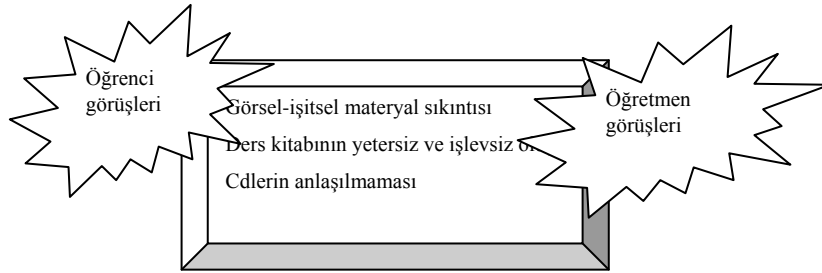 Öğrenci
görüşleri
Görsel-işitsel materyal sıkıntısı
Ders kitabının yetersiz ve işlevsiz
Cdlerin anlaşılmaması
Öğretmen
görüşleri